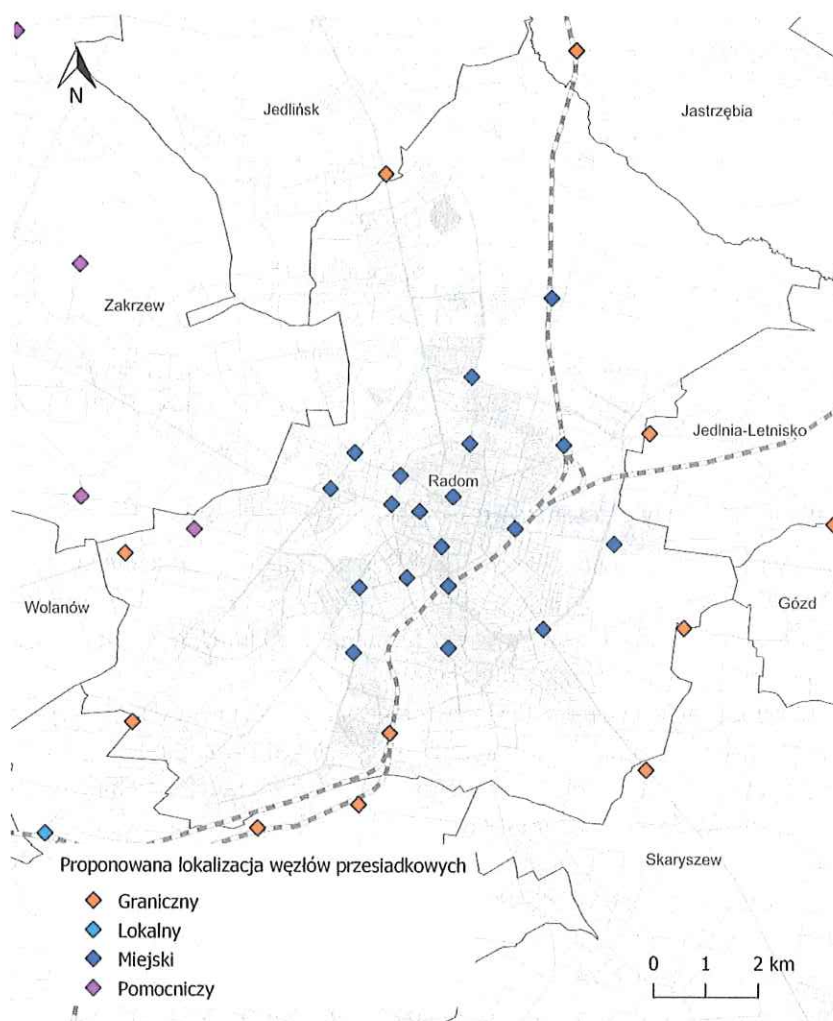 N
Jedlińsk
Jastrzębia
Zakrzew
Jedlnia-Letnisko
Radom
Wolanów
Gózd
Skaryszew
Proponowana lokalizacja węzłów przesiadkowych
Graniczny
Lokalny
Miejski
Pomocniczy
0 1 2 km